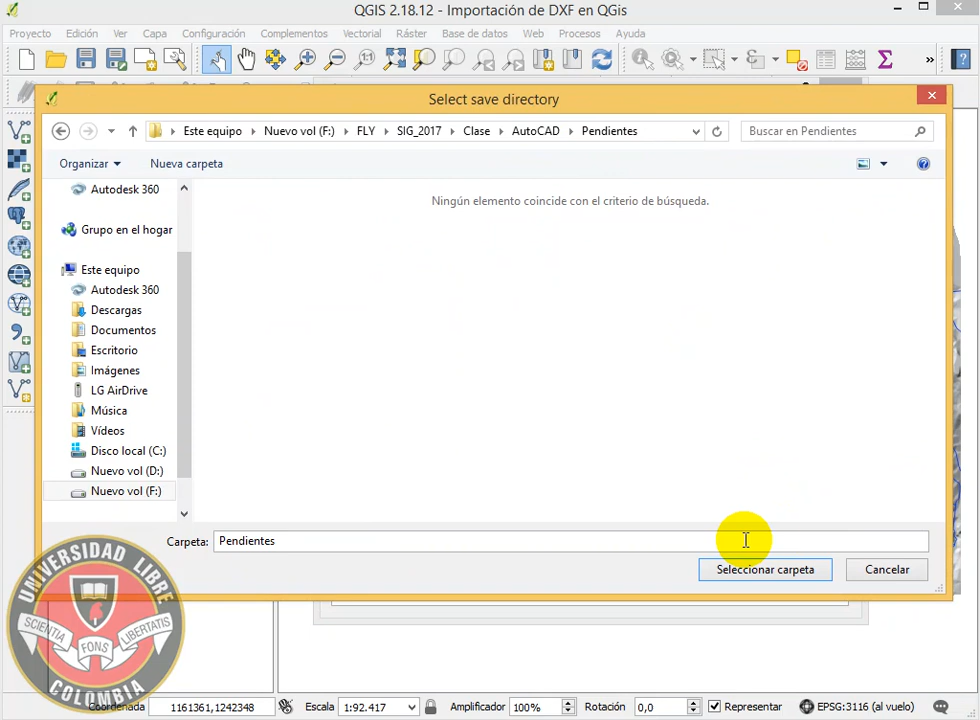 QGIS 2.18.12 - Importación de DXF en QGis
Proyecto Edición Ver Capa Configuración Complementos Vectorial Ráster Base de datos Web Procesos Ayuda
Select save directory
Este equipo Nuevo vol (F:) FLY SIG_2017 Clase AutoCAD Pendientes
Buscar en Pendientes
Organizar Nueva carpeta
Autodesk 360
Ningún elemento coincide con el criterio de búsqueda.
Grupo en el hogar
Este equipo
Autodesk 360
Descargas
Documentos
Escritorio
Imágenes
LG AirDrive
Música
Vídeos
Disco local (C:)
Nuevo vol (D:)
Nuevo vol (F:)
Carpeta: Pendientes
Seleccionar carpeta Cancelar
UNIVERSIDAD LIBRE
SCIENTIA FONS LIBERTATIS
COLOMBIA
Coordenada 1161361,1242348 Escala 1:92.417 Amplificador 100% Rotación 0,0 Representar EPSG:3116 (al vuelo)